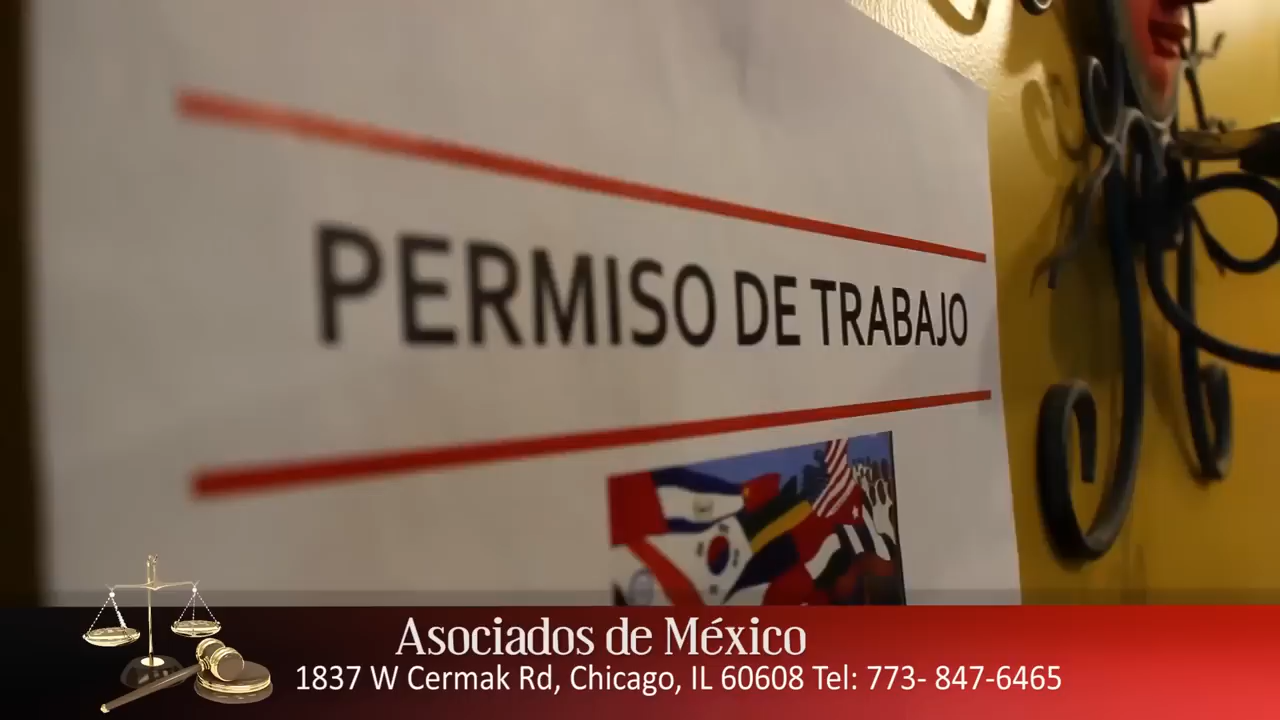 PERMISO DE TRABAJO
Asociados de México
1837 W Cermak Rd, Chicago, IL 60608 Tel: 773- 847-6465